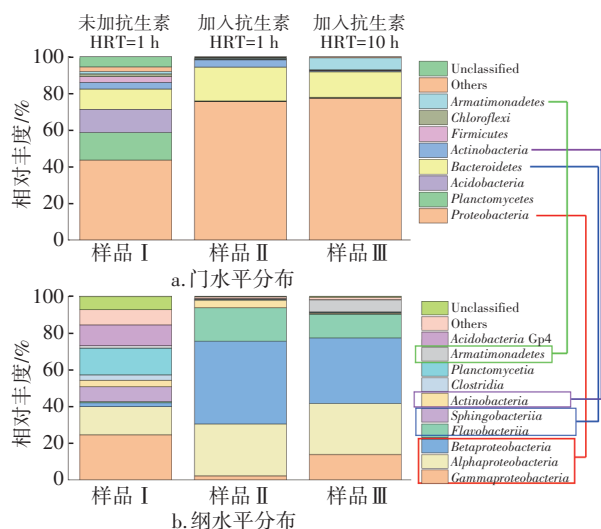 未加抗生素 加入抗生素 加入抗生素
HRT=1 h HRT=1 h HRT=10 h
相对丰度/%
100
80
60
40
20
0
样品Ⅰ 样品Ⅱ 样品Ⅲ
a.门水平分布
Unclassified
Others
Armatimonadetes
Chloroflexi
Firmicutes
Actinobacteria
Bacteroidetes
Acidobacteria
Planctomycetes
Proteobacteria
相对丰度/%
100
80
60
40
20
0
样品Ⅰ 样品Ⅱ 样品Ⅲ
b.纲水平分布
Unclassified
Others
Acidobacteria Gp4
Armatimonadetes
Planctomycetia
Clostridia
Actinobacteria
Sphingobacteriia
Flavobacteriia
Betaproteobacteria
Alphaproteobacteria
Gammaproteobacteria